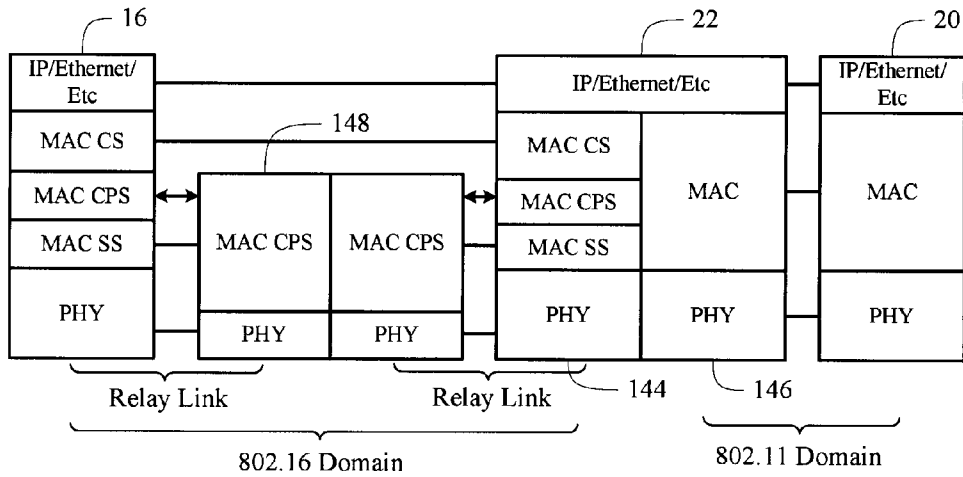 16
22
20
IP/Ethernet/
Etc
IP/Ethernet/Etc
IP/Ethernet/
Etc
148
MAC CS
MAC CS
MAC
MAC
MAC CPS
MAC CPS
MAC CPS
MAC CPS
MAC SS
MAC SS
PHY
PHY
PHY
PHY
PHY
PHY
Relay Link
Relay Link
144
146
802.16 Domain
802.11 Domain